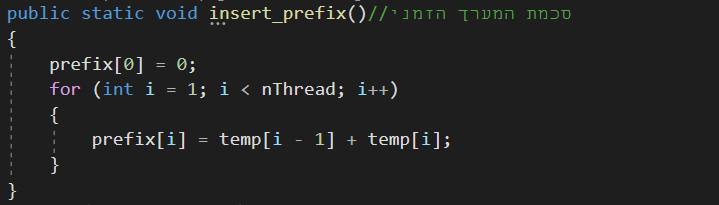 public static void insert_prefix()//סכמת המערך הזמני
{
prefix[0] = 0;
for (int i = 1; i < nThread; i++)
{
prefix[i] = temp[i - 1] + temp[i];
}
}